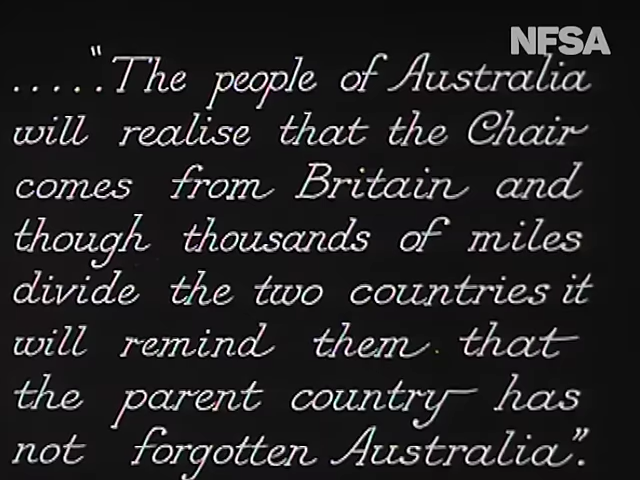 NFSA
....."The people of Australia
will realise that the Chair
comes from Britain and
though thousands of miles
divide the two countries it
will remind them that
the parent country has
not forgotten Australia".